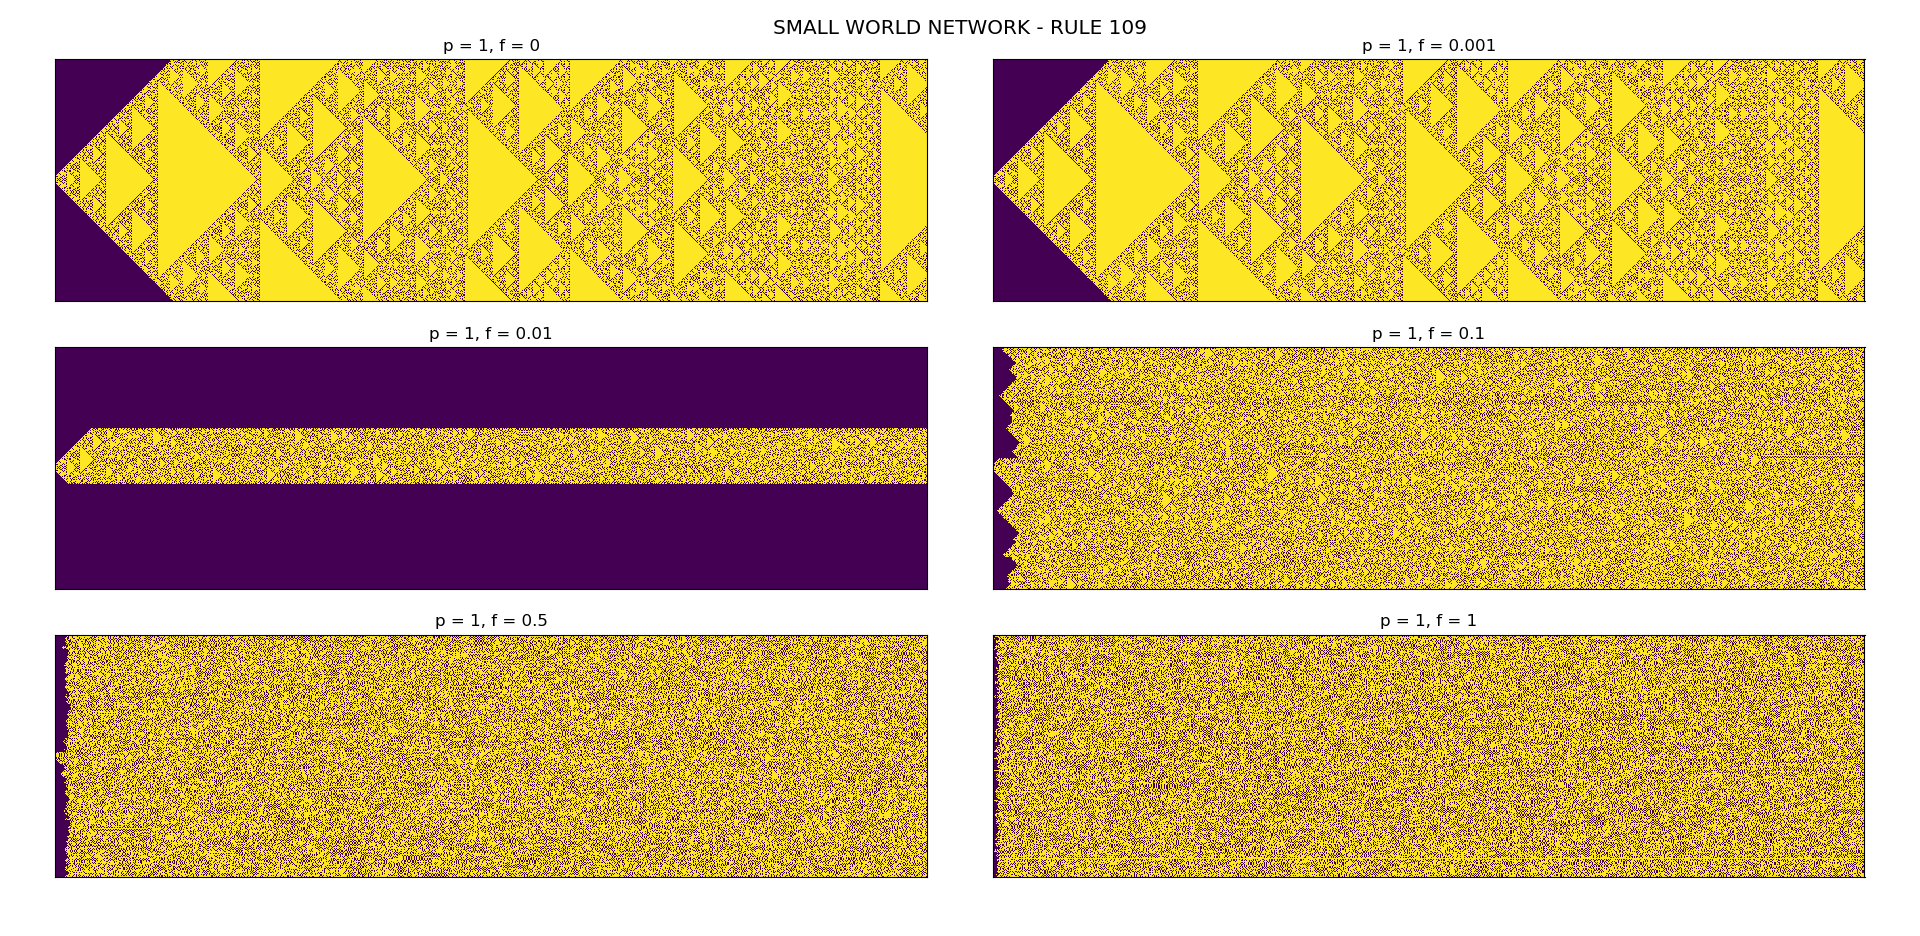 SMALL WORLD NETWORK - RULE 109
p = 1, f = 0
p = 1, f = 0.001
p = 1, f = 0.01
p = 1, f = 0.1
p = 1, f = 0.5
p = 1, f = 1